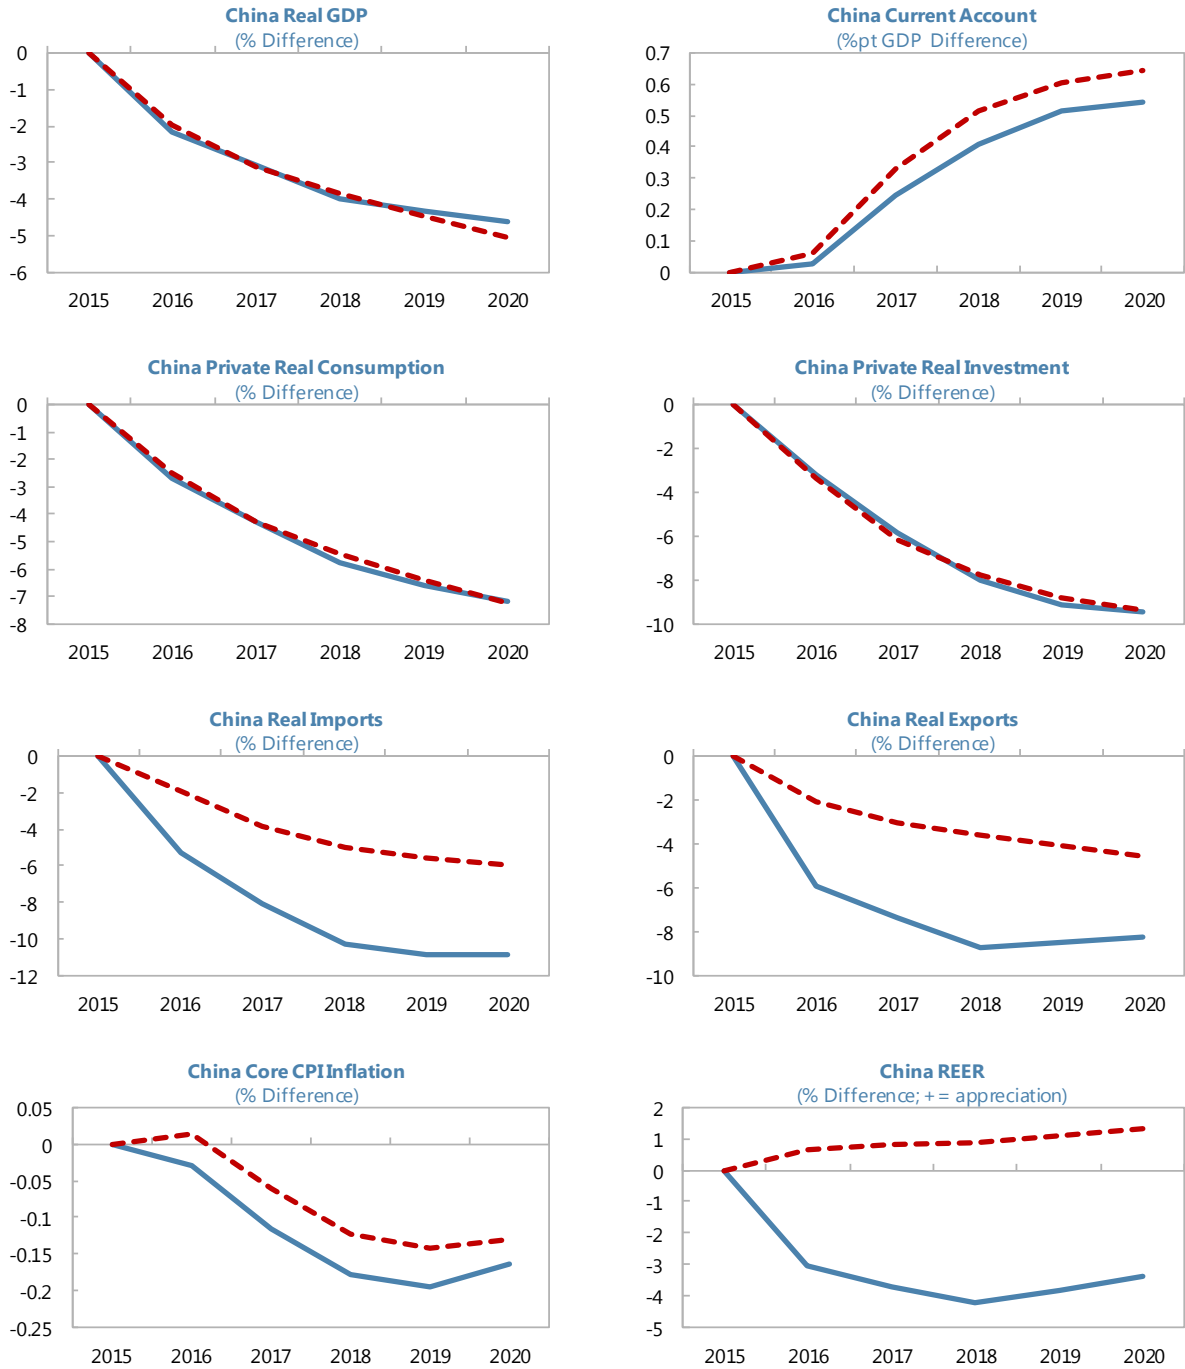 China Real GDP
(% Difference)
0
-1
-2
-3
-4
-5
-6
2015 2016 2017 2018 2019 2020
China Current Account
(%pt GDP Difference)
0.7
0.6
0.5
0.4
0.3
0.2
0.1
0
2015 2016 2017 2018 2019 2020
China Private Real Consumption
(% Difference)
0
-1
-2
-3
-4
-5
-6
-7
-8
2015 2016 2017 2018 2019 2020
China Private Real Investment
(% Difference)
0
-2
-4
-6
-8
-10
2015 2016 2017 2018 2019 2020
China Real Imports
(% Difference)
0
-2
-4
-6
-8
-10
-12
2015 2016 2017 2018 2019 2020
China Real Exports
(% Difference)
0
-2
-4
-6
-8
-10
2015 2016 2017 2018 2019 2020
China Core CPI Inflation
(% Difference)
0.05
0
-0.05
-0.1
-0.15
-0.2
-0.25
2015 2016 2017 2018 2019 2020
China REER
(% Difference; + = appreciation)
2
1
0
-1
-2
-3
-4
-5
2015 2016 2017 2018 2019 2020